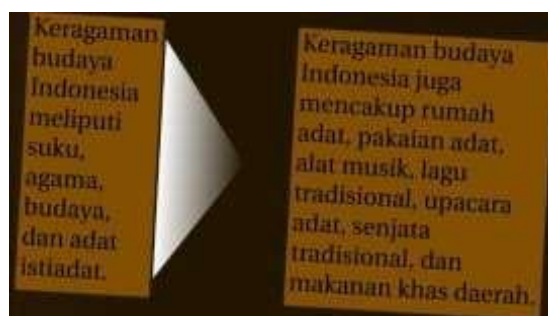 Keragaman
budaya
Indonesia
meliputi
suku,
agama,
budaya,
dan adat
istiadat.
Keragaman budaya
Indonesia juga
mencakup rumah
adat, pakaian adat,
alat musik, lagu
tradisional, upacara
adat, senjata
tradisional, dan
makanan khas daerah.